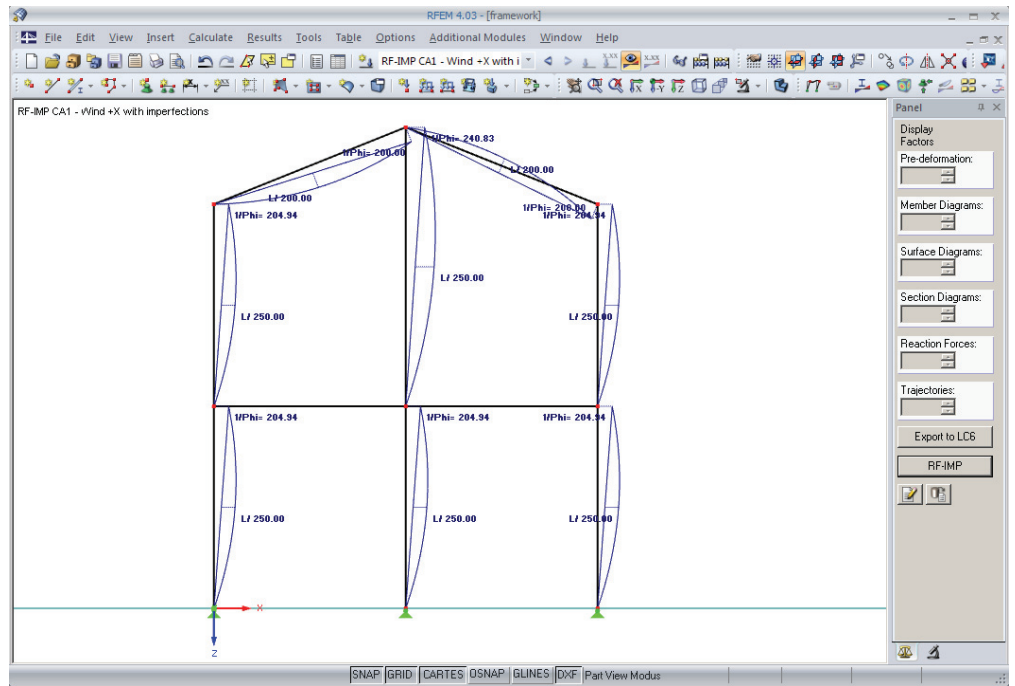 RFEM 4.03 - [framework]
File Edit View Insert Calculate Results Tools Table Options Additional Modules Window Help
RF-IMP CA1 - Wind +X with i
RF-IMP CA1 - Wind +X with imperfections
Panel
Display
Factors
Pre-deformation:
Member Diagrams:
Surface Diagrams:
Section Diagrams:
Reaction Forces:
Trajectories:
Export to LC6
RF-IMP
1/Phi= 240.83
1/Phi= 200.00
L/ 200.00
L/ 200.00
1/Phi= 200.00
1/Phi= 204.94
1/Phi= 204.94
L/ 250.00
L/ 250.00
L/ 250.00
1/Phi= 204.94
1/Phi= 204.94
1/Phi= 204.94
L/ 250.00
L/ 250.00
L/ 250.00
X
Z
SNAP GRID CARTES OSNAP GLINES DXF Part View Modus